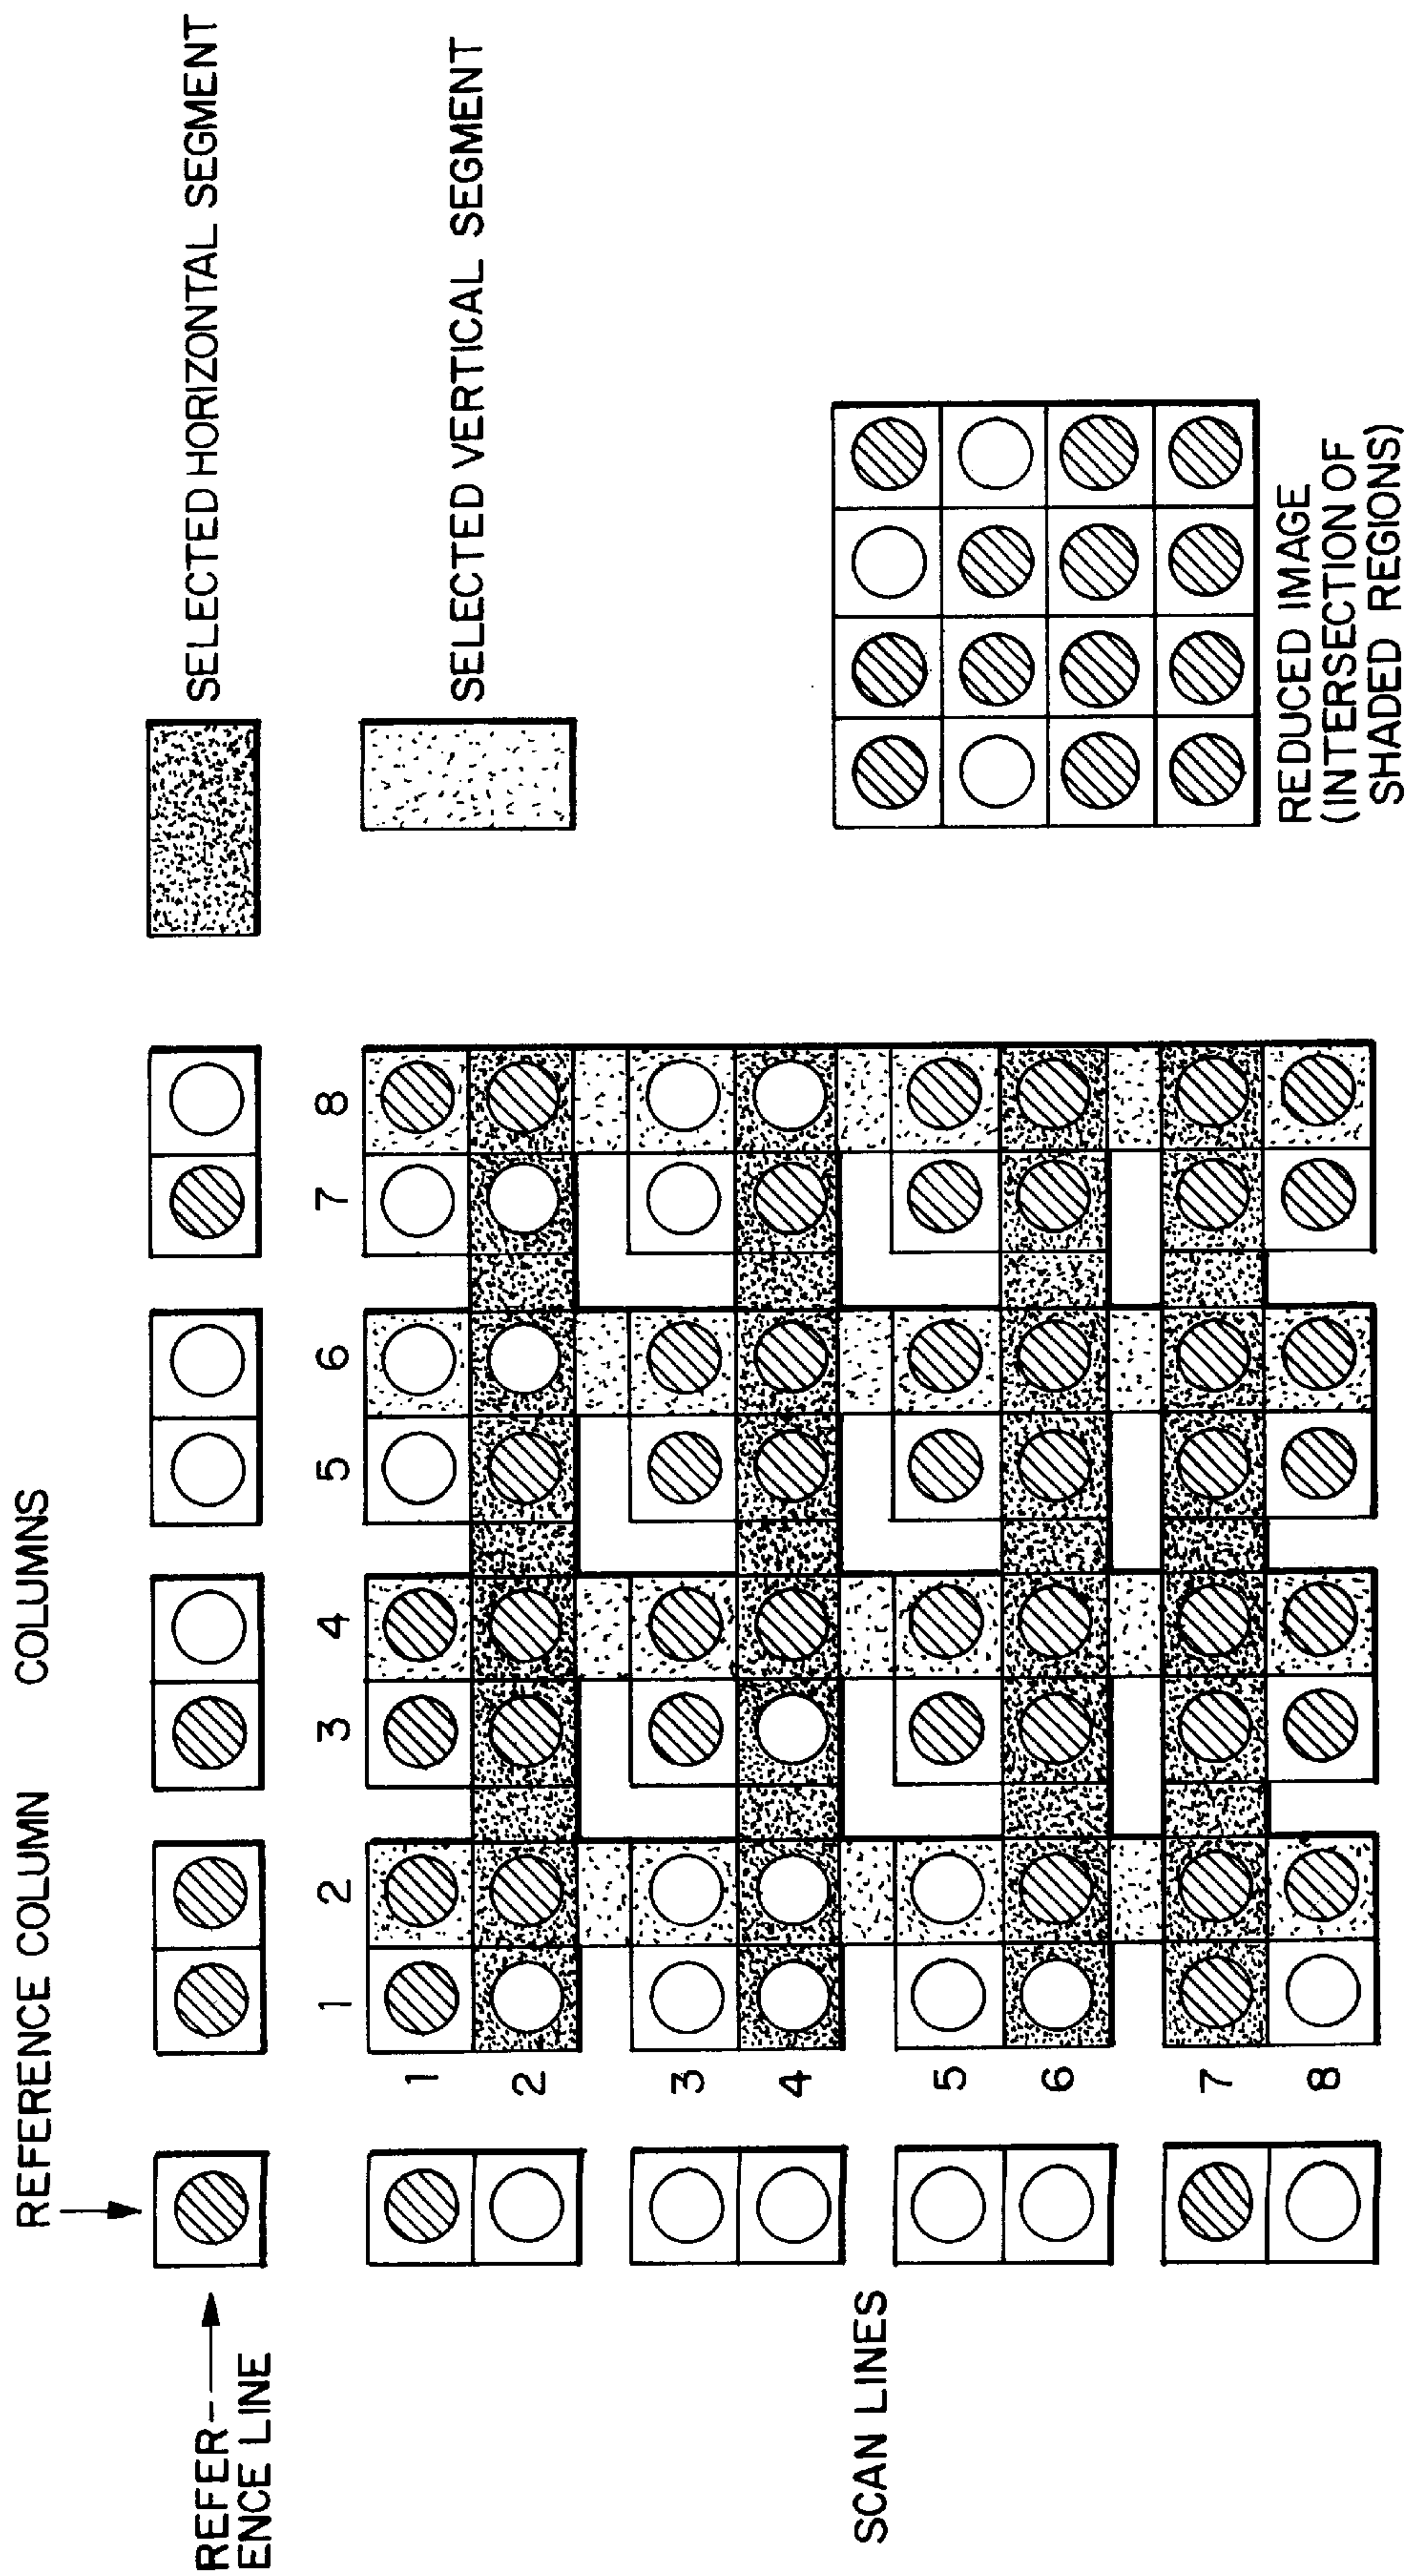 REFERENCE COLUMN
COLUMNS
REFER-
ENCE LINE
SELECTED HORIZONTAL SEGMENT
1 2 3 4 5 6 7 8
SELECTED VERTICAL SEGMENT
SCAN LINES
1
2
3
4
5
6
7
8
REDUCED IMAGE
(INTERSECTION OF
SHADED REGIONS)